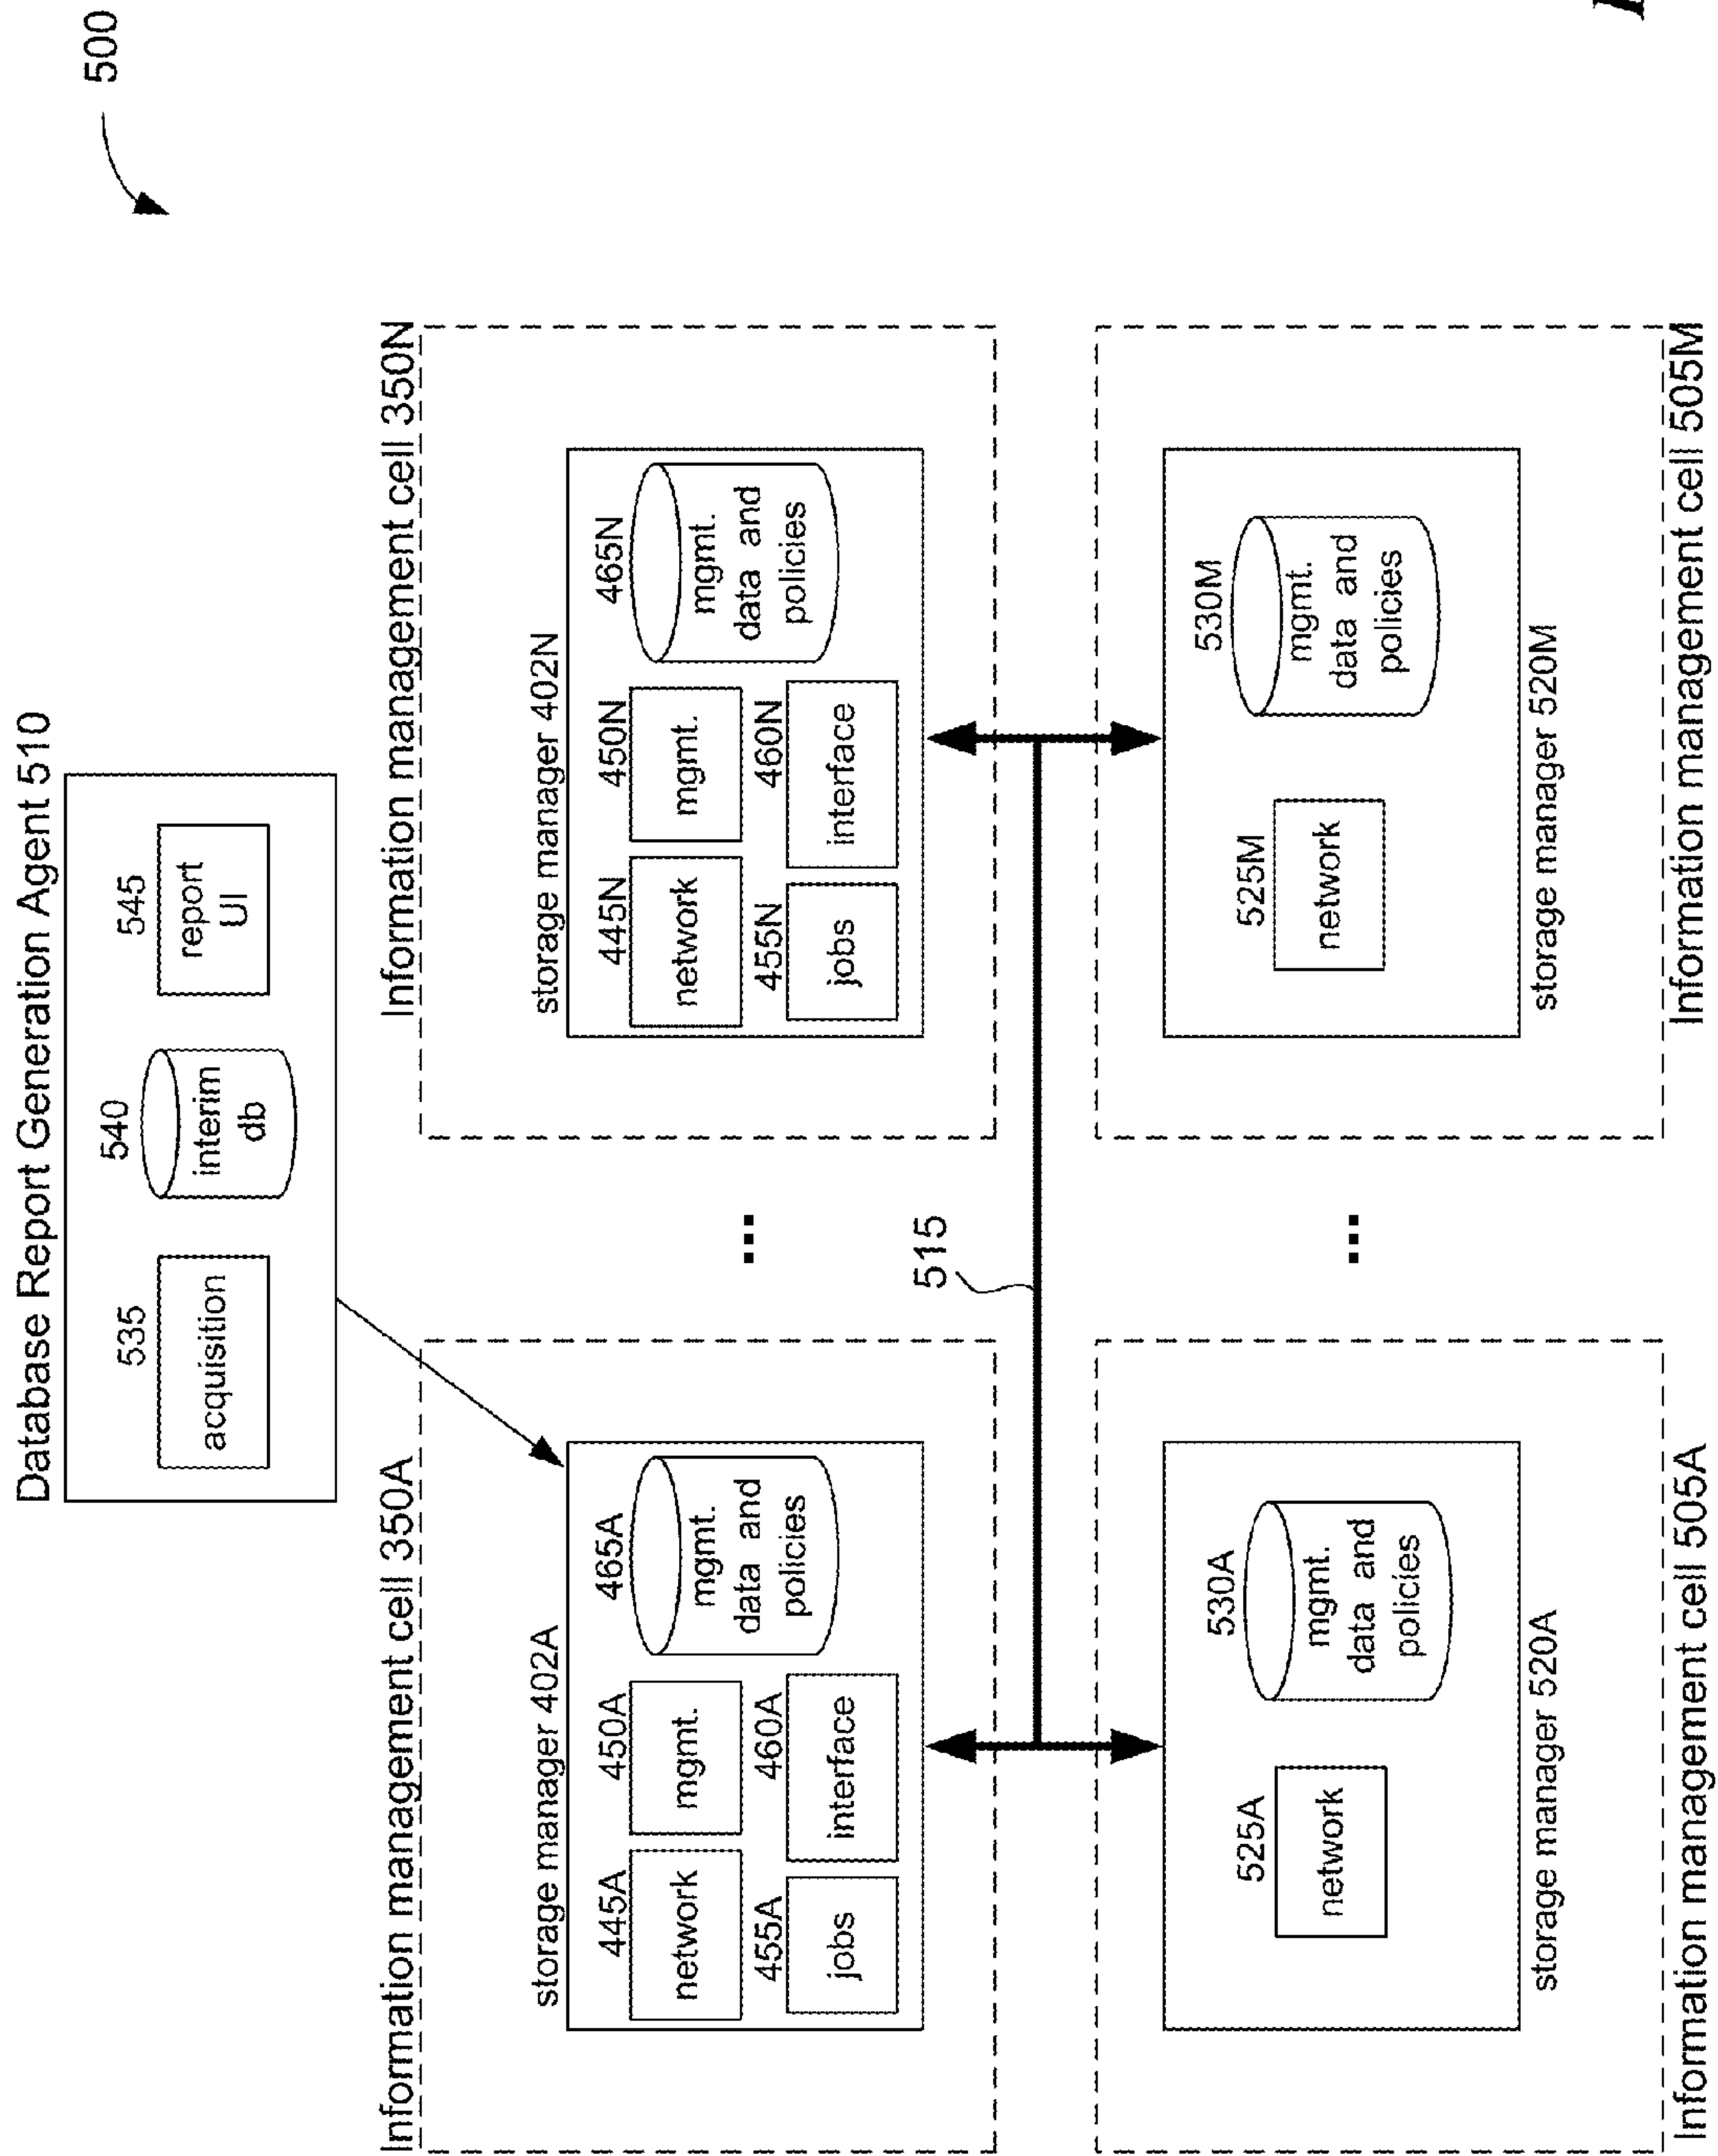 500
Database Report Generation Agent 510
535
540
545
acquisition
interim
db
report
UI
Information management cell 350A
Information management cell 350N
storage manager 402A
445A
450A
465A
network
mgmt.
mgmt.
data and
policies
455A
460A
jobs
interface
...
storage manager 402N
445N
450N
465N
network
mgmt.
mgmt.
data and
policies
455N
460N
jobs
interface
515
525A
network
530A
mgmt.
data and
policies
storage manager 520A
Information management cell 505A
...
525M
network
530M
mgmt.
data and
policies
storage manager 520M
Information management cell 505M